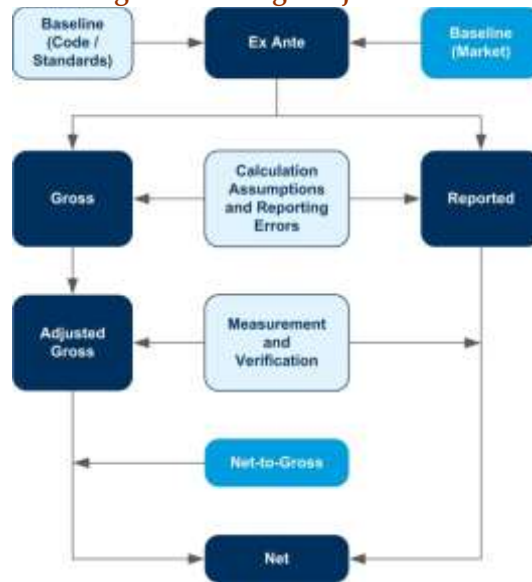 Baseline
(Code /
Standards)
Ex Ante
Baseline
(Market)
Gross
Calculation
Assumptions
and Reporting
Errors
Reported
Adjusted
Gross
Measurement
and
Verification
Net-to-Gross
Net